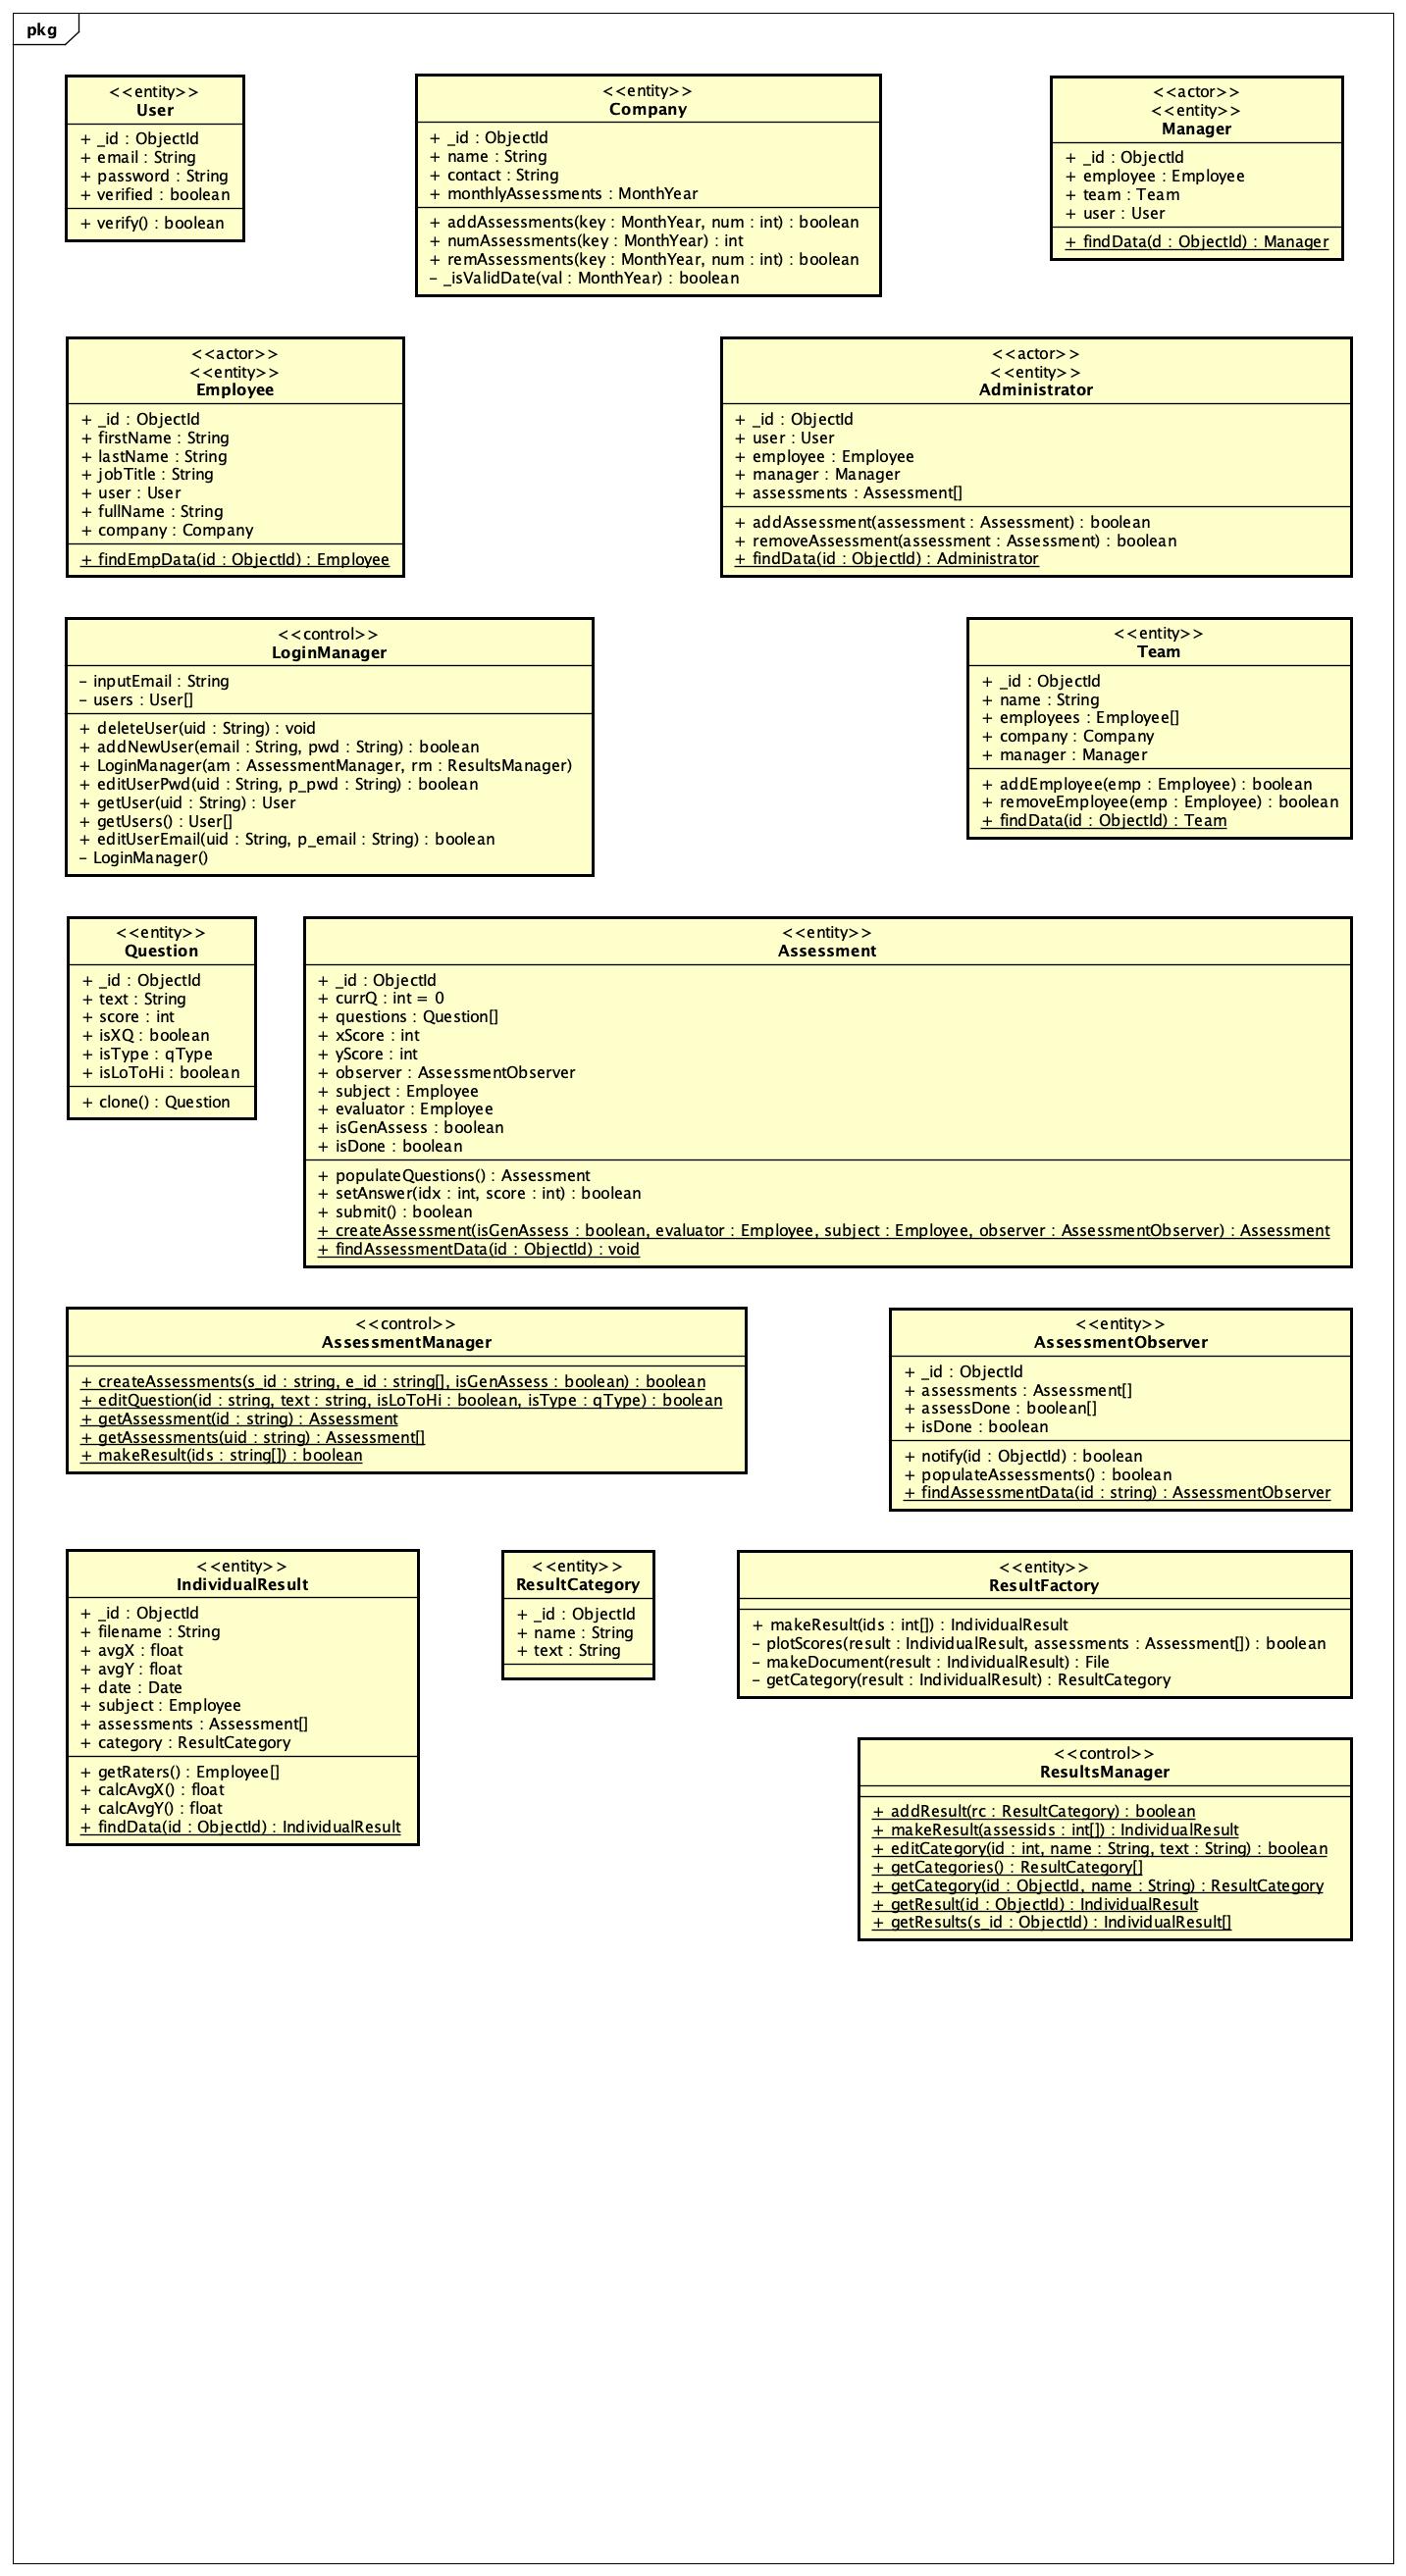 pkg
<<entity>>
User
+ _id : ObjectId
+ email : String
+ password : String
+ verified : boolean
+ verify() : boolean
<<entity>>
Company
+ _id : ObjectId
+ name : String
+ contact : String
+ monthlyAssessments : MonthYear
+ addAssessments(key : MonthYear, num : int) : boolean
+ numAssessments(key : MonthYear) : int
+ remAssessments(key : MonthYear, num : int) : boolean
– _isValidDate(val : MonthYear) : boolean
<<actor>>
<<entity>>
Manager
+ _id : ObjectId
+ employee : Employee
+ team : Team
+ user : User
+ findData(d : ObjectId) : Manager
<<actor>>
<<entity>>
Employee
+ _id : ObjectId
+ firstName : String
+ lastName : String
+ jobTitle : String
+ user : User
+ fullName : String
+ company : Company
+ findEmpData(id : ObjectId) : Employee
<<actor>>
<<entity>>
Administrator
+ _id : ObjectId
+ user : User
+ employee : Employee
+ manager : Manager
+ assessments : Assessment[]
+ addAssessment(assessment : Assessment) : boolean
+ removeAssessment(assessment : Assessment) : boolean
+ findData(id : ObjectId) : Administrator
<<control>>
LoginManager
– inputEmail : String
– users : User[]
+ deleteUser(uid : String) : void
+ addNewUser(email : String, pwd : String) : boolean
+ LoginManager(am : AssessmentManager, rm : ResultsManager)
+ editUserPwd(uid : String, p_pwd : String) : boolean
+ getUser(uid : String) : User
+ getUsers() : User[]
+ editUserEmail(uid : String, p_email : String) : boolean
– LoginManager()
<<entity>>
Team
+ _id : ObjectId
+ name : String
+ employees : Employee[]
+ company : Company
+ manager : Manager
+ addEmployee(emp : Employee) : boolean
+ removeEmployee(emp : Employee) : boolean
+ findData(id : ObjectId) : Team
<<entity>>
Question
+ _id : ObjectId
+ text : String
+ score : int
+ isXQ : boolean
+ isType : qType
+ isLoToHi : boolean
+ clone() : Question
<<entity>>
Assessment
+ _id : ObjectId
+ currQ : int = 0
+ questions : Question[]
+ xScore : int
+ yScore : int
+ observer : AssessmentObserver
+ subject : Employee
+ evaluator : Employee
+ isGenAssess : boolean
+ isDone : boolean
+ populateQuestions() : Assessment
+ setAnswer(idx : int, score : int) : boolean
+ submit() : boolean
+ createAssessment(isGenAssess : boolean, evaluator : Employee, subject : Employee, observer : AssessmentObserver) : Assessment
+ findAssessmentData(id : ObjectId) : void
<<control>>
AssessmentManager
+ createAssessments(s_id : string, e_id : string[], isGenAssess : boolean) : boolean
+ editQuestion(id : string, text : string, isLoToHi : boolean, isType : qType) : boolean
+ getAssessment(id : string) : Assessment
+ getAssessments(uid : string) : Assessment[]
+ makeResult(ids : string[]) : boolean
<<entity>>
AssessmentObserver
+ _id : ObjectId
+ assessments : Assessment[]
+ assessDone : boolean[]
+ isDone : boolean
+ notify(id : ObjectId) : boolean
+ populateAssessments() : boolean
+ findAssessmentData(id : string) : AssessmentObserver
<<entity>>
IndividualResult
+ _id : ObjectId
+ filename : String
+ avgX : float
+ avgY : float
+ date : Date
+ subject : Employee
+ assessments : Assessment[]
+ category : ResultCategory
+ getRaters() : Employee[]
+ calcAvgX() : float
+ calcAvgY() : float
+ findData(id : ObjectId) : IndividualResult
<<entity>>
ResultCategory
+ _id : ObjectId
+ name : String
+ text : String
<<entity>>
ResultFactory
+ makeResult(ids : int[]) : IndividualResult
– plotScores(result : IndividualResult, assessments : Assessment[]) : boolean
– makeDocument(result : IndividualResult) : File
– getCategory(result : IndividualResult) : ResultCategory
<<control>>
ResultsManager
+ addResult(rc : ResultCategory) : boolean
+ makeResult(assessids : int[]) : IndividualResult
+ editCategory(id : int, name : String, text : String) : boolean
+ getCategories() : ResultCategory[]
+ getCategory(id : ObjectId, name : String) : ResultCategory
+ getResult(id : ObjectId) : IndividualResult
+ getResults(s_id : ObjectId) : IndividualResult[]